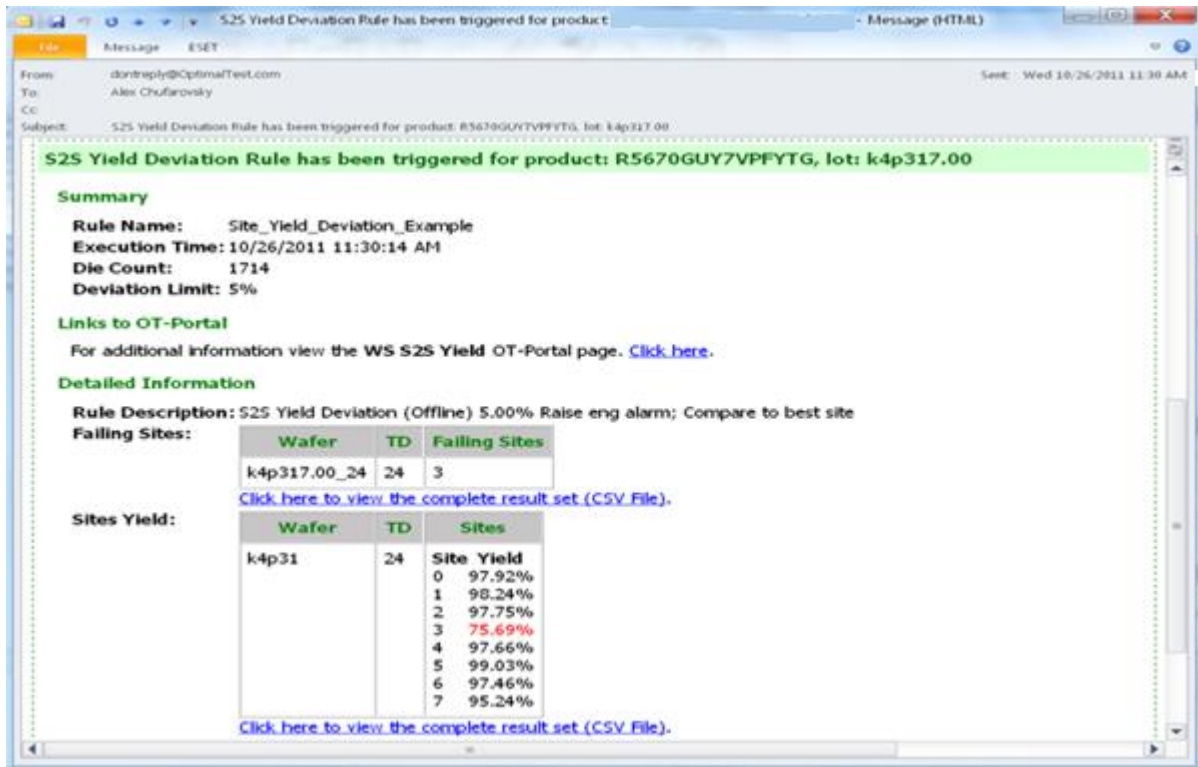 S2S Yield Deviation Rule has been triggered for product: - Message (HTML)
File Message ESET
From: dontreply@OptimalTest.com Sent: Wed 10/26/2011 11:30 AM
To: Alex Chufarovsky
Cc:
Subject: S2S Yield Deviation Rule has been triggered for product: R5670GUY7VPFYTG, lot: k4p317.00
S2S Yield Deviation Rule has been triggered for product: R5670GUY7VPFYTG, lot: k4p317.00
Summary
Rule Name: Site_Yield_Deviation_Example
Execution Time: 10/26/2011 11:30:14 AM
Die Count: 1714
Deviation Limit: 5%
Links to OT-Portal
For additional information view the WS S2S Yield OT-Portal page. Click here.
Detailed Information
Rule Description: S2S Yield Deviation (Offline) 5.00% Raise eng alarm; Compare to best site
Failing Sites:
Wafer TD Failing Sites
k4p317.00_24 24 3
Click here to view the complete result set (CSV File).
Sites Yield:
Wafer TD Sites
k4p31 24 Site Yield
0 97.92%
1 98.24%
2 97.75%
3 75.69%
4 97.66%
5 99.03%
6 97.46%
7 95.24%
Click here to view the complete result set (CSV File).